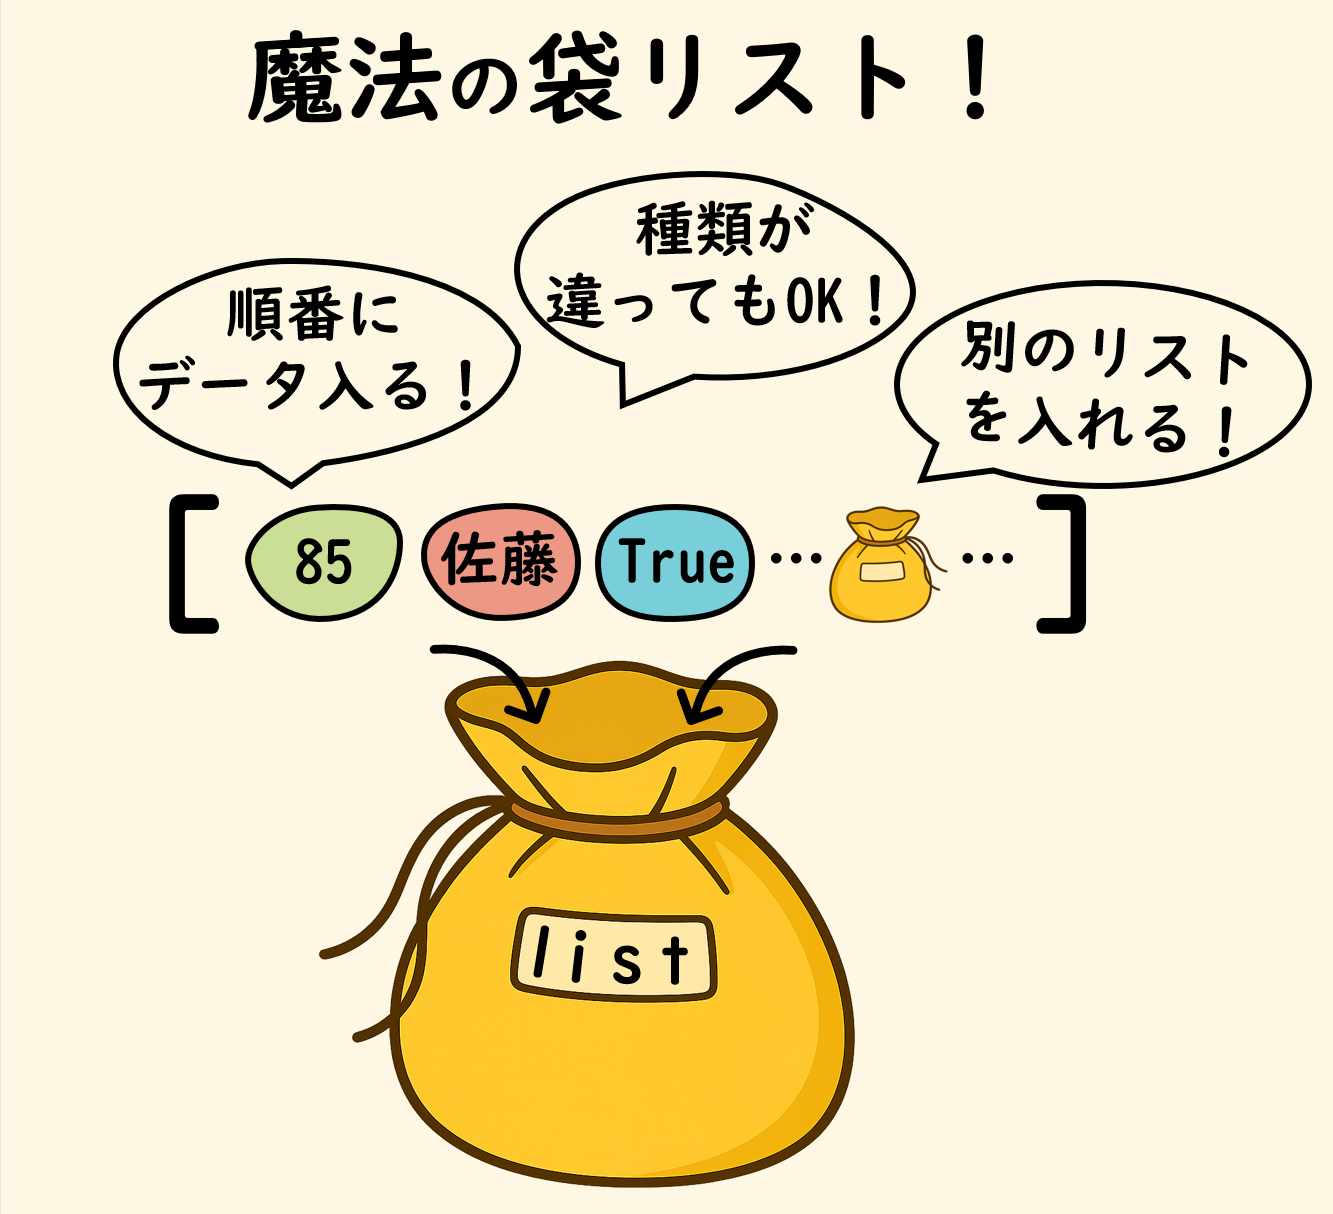 魔法の袋リスト！
順番に
データ入る！
種類が
違ってもOK！
別のリスト
を入れる！
[ 85 佐藤 True … … ]
list